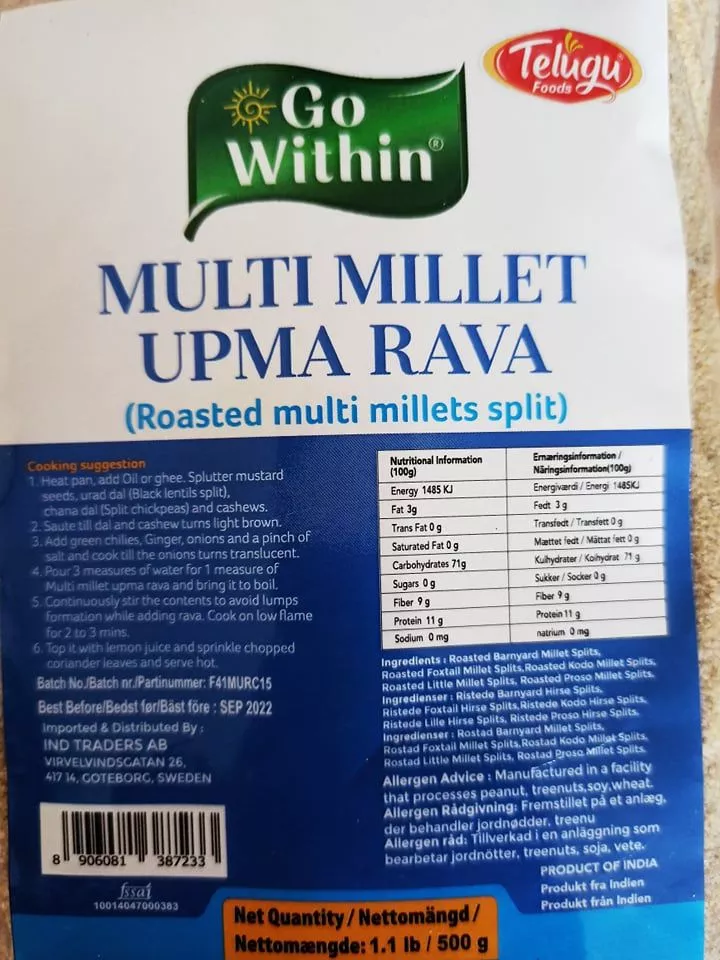 Telugu
Foods
Go
Within®
MULTI MILLET
UPMA RAVA
(Roasted multi millets split)
Cooking suggestion
1. Heat pan, add Oil or ghee. Splutter mustard
seeds, urad dal (Black lentils split),
chana dal (Split chickpeas) and cashews.
2. Saute till dal and cashew turns light brown.
3. Add green chilies, Ginger, onions and a pinch of
salt and cook till the onions turns translucent.
4. Pour 3 measures of water for 1 measure of
Multi millet upma rava and bring it to boil.
5. Continuously stir the contents to avoid lumps
formation while adding rava. Cook on low flame
for 2 to 3 mins.
6. Top it with lemon juice and sprinkle chopped
coriander leaves and serve hot.
Batch No./Batch nr./Partinummer: F41MURC15
Best Before/Bedst før/Bäst före : SEP 2022
Imported & Distributed By :
IND TRADERS AB
VIRVELVINDSGATAN 26,
417 14, GOTEBORG, SWEDEN
8 906081 387233
fssai
10014047000383
Nutritional Information
(100g)
Energy 1485 KJ
Fat 3g
Trans Fat 0 g
Saturated Fat 0 g
Carbohydrates 71g
Sugars 0 g
Fiber 9 g
Protein 11 g
Sodium 0 mg
Ernæringsinformation /
Näringsinformation(100g)
Energiværdi / Energi 1485KJ
Fedt 3 g
Transfedt / Transfett 0 g
Mættet fedt / Mättat fett 0 g
Kulhydrater / Kolhydrat 71 g
Sukker / Socker 0 g
Fiber 9 g
Protein 11 g
natrium 0 mg
Ingredients : Roasted Barnyard Millet Splits,
Roasted Foxtail Millet Splits,Roasted Kodo Millet Splits,
Roasted Little Millet Splits, Roasted Proso Millet Splits.
Ingredienser : Ristede Barnyard Hirse Splits,
Ristede Foxtail Hirse Splits,Ristede Kodo Hirse Splits,
Ristede Lille Hirse Splits, Ristede Proso Hirse Splits.
Ingredienser : Rostad Barnyard Millet Splits,
Rostad Foxtail Millet Splits,Rostad Kodo Millet Splits,
Rostad Little Millet Splits, Rostad Proso Millet Splits.
Allergen Advice : Manufactured in a facility
that processes peanut, treenuts,soy,wheat.
Allergen Rådgivning: Fremstillet på et anlæg,
der behandler jordnødder, treenu
Allergen råd: Tillverkad i en anläggning som
bearbetar jordnötter, treenuts, soja, vete.
PRODUCT OF INDIA
Produkt fra Indien
Produkt från Indien
Net Quantity / Nettomängd /
Nettomængde: 1.1 lb / 500 g